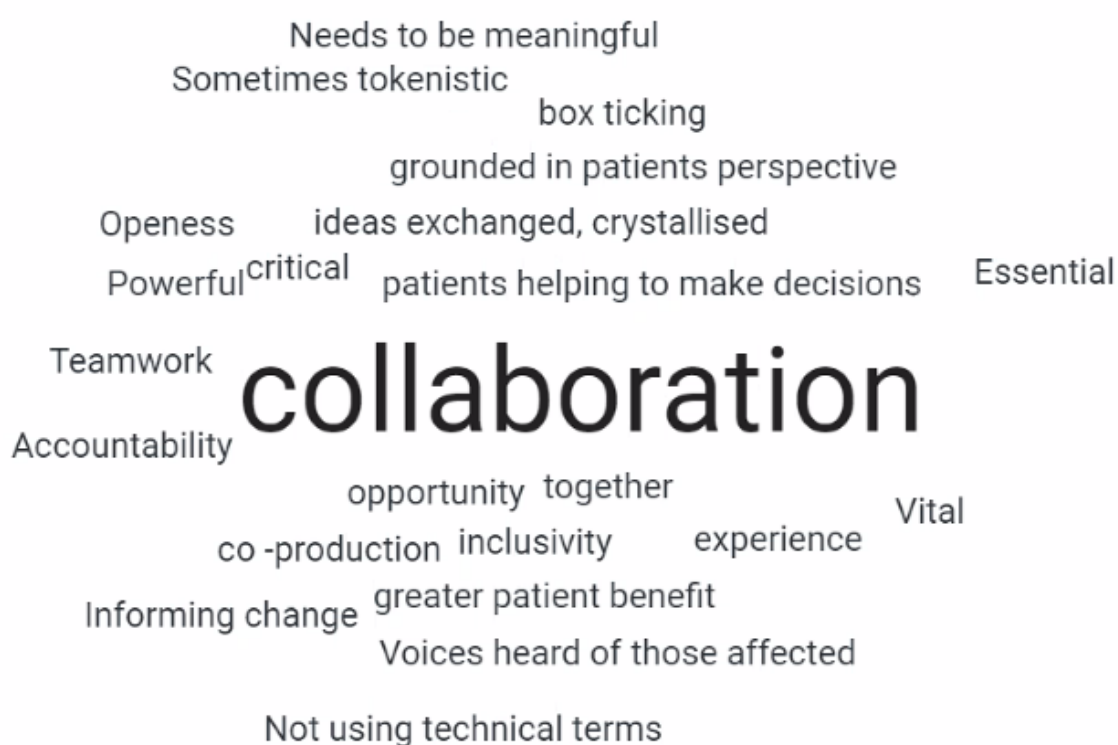 Needs to be meaningful
Sometimes tokenistic
box ticking
grounded in patients perspective
Openess
ideas exchanged, crystallised
Powerful
critical
patients helping to make decisions
Essential
Teamwork
collaboration
Accountability
opportunity
together
Vital
co -production
inclusivity
experience
Informing change
greater patient benefit
Voices heard of those affected
Not using technical terms